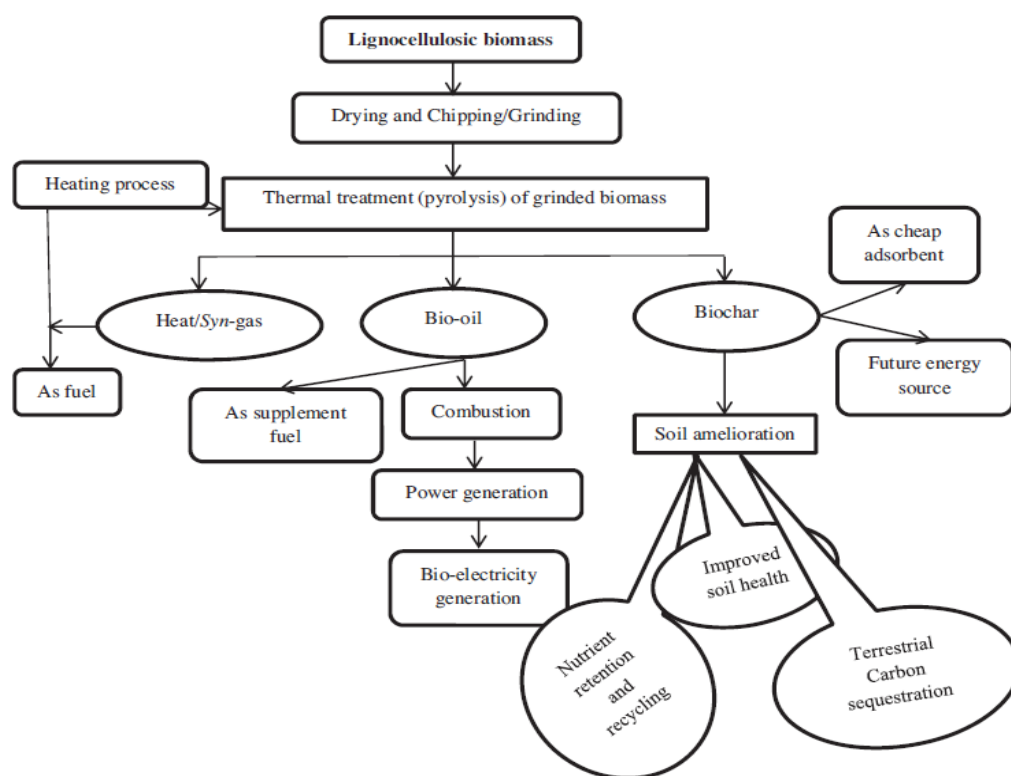 Lignocellulosic biomass
Drying and Chipping/Grinding
Heating process
Thermal treatment (pyrolysis) of grinded biomass
As cheap
adsorbent
Heat/Syn-gas
Bio-oil
Biochar
Future energy
source
As fuel
As supplement
fuel
Combustion
Soil amelioration
Power generation
Bio-electricity
generation
Improved
soil health
Nutrient
retention
and
recycling
Terrestrial
Carbon
sequestration